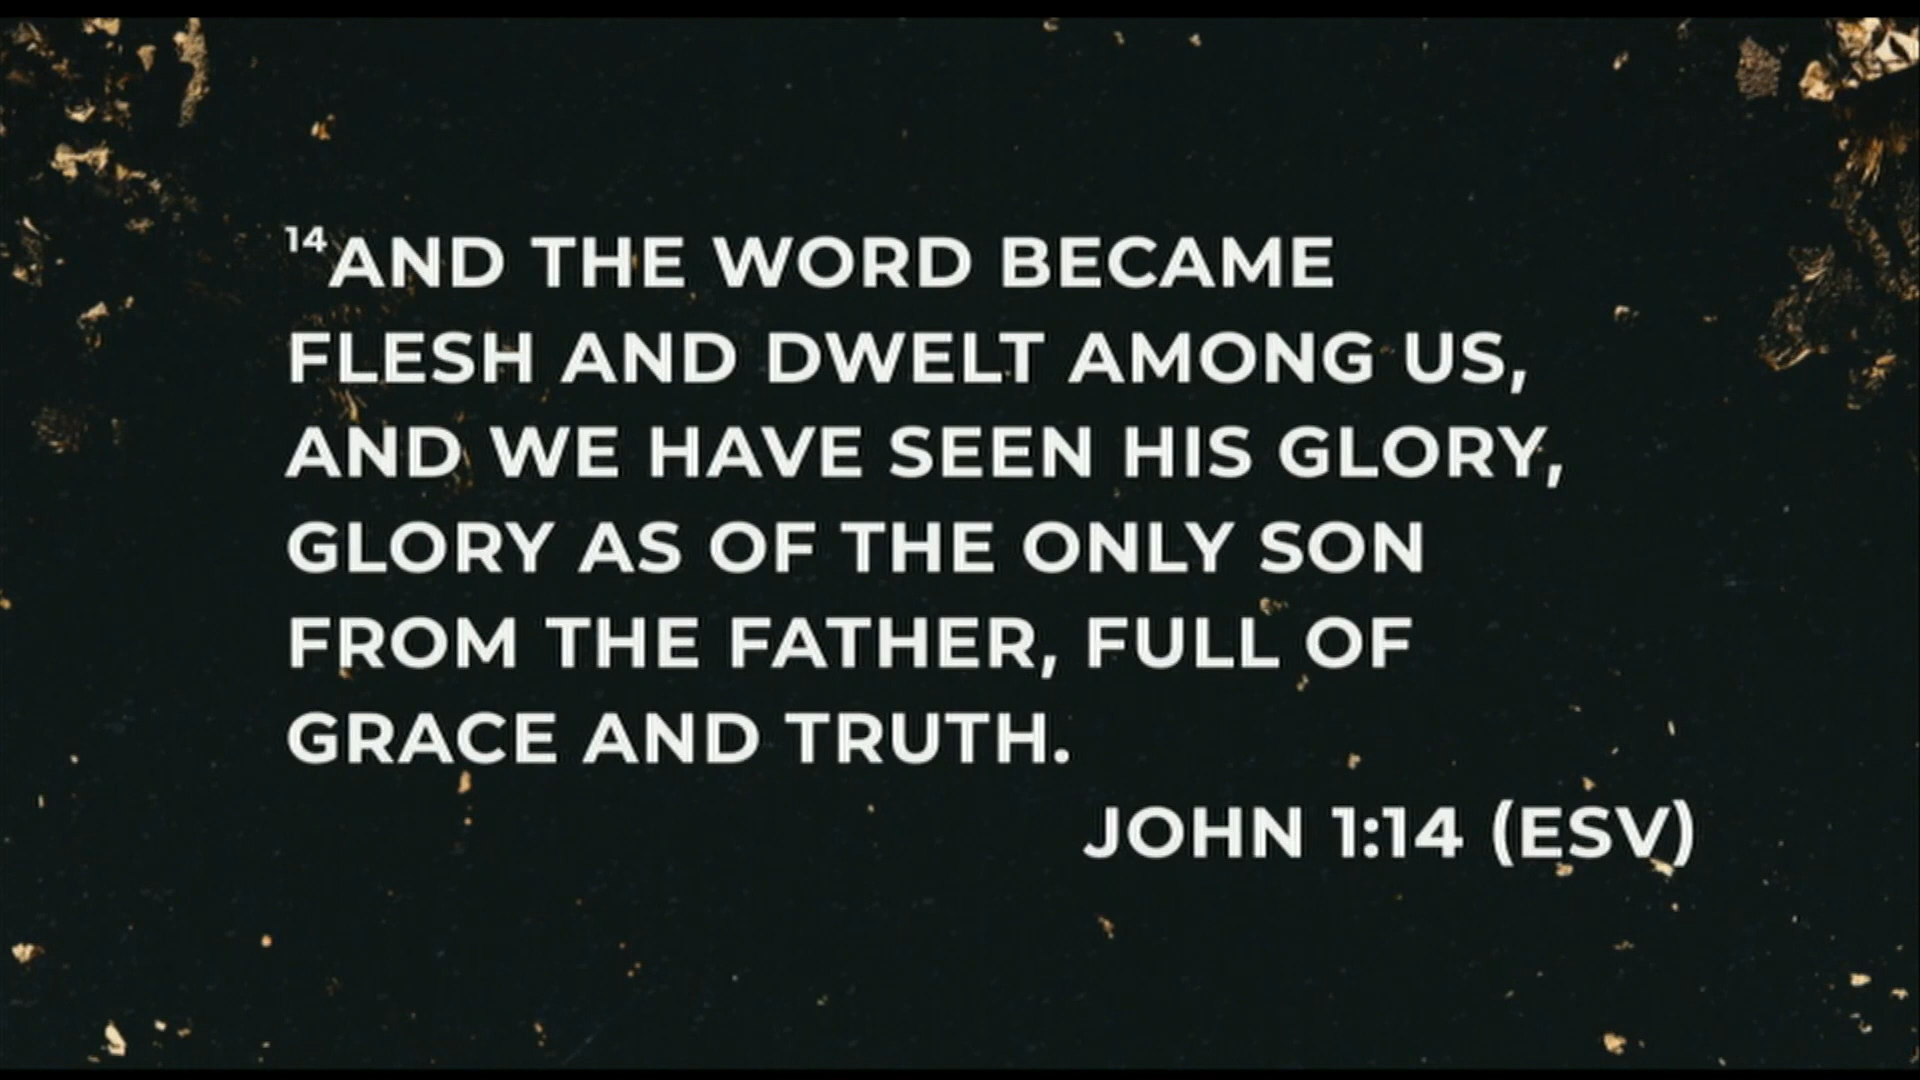 14AND THE WORD BECAME
FLESH AND DWELT AMONG US,
AND WE HAVE SEEN HIS GLORY,
GLORY AS OF THE ONLY SON
FROM THE FATHER, FULL OF
GRACE AND TRUTH.
JOHN 1:14 (ESV)